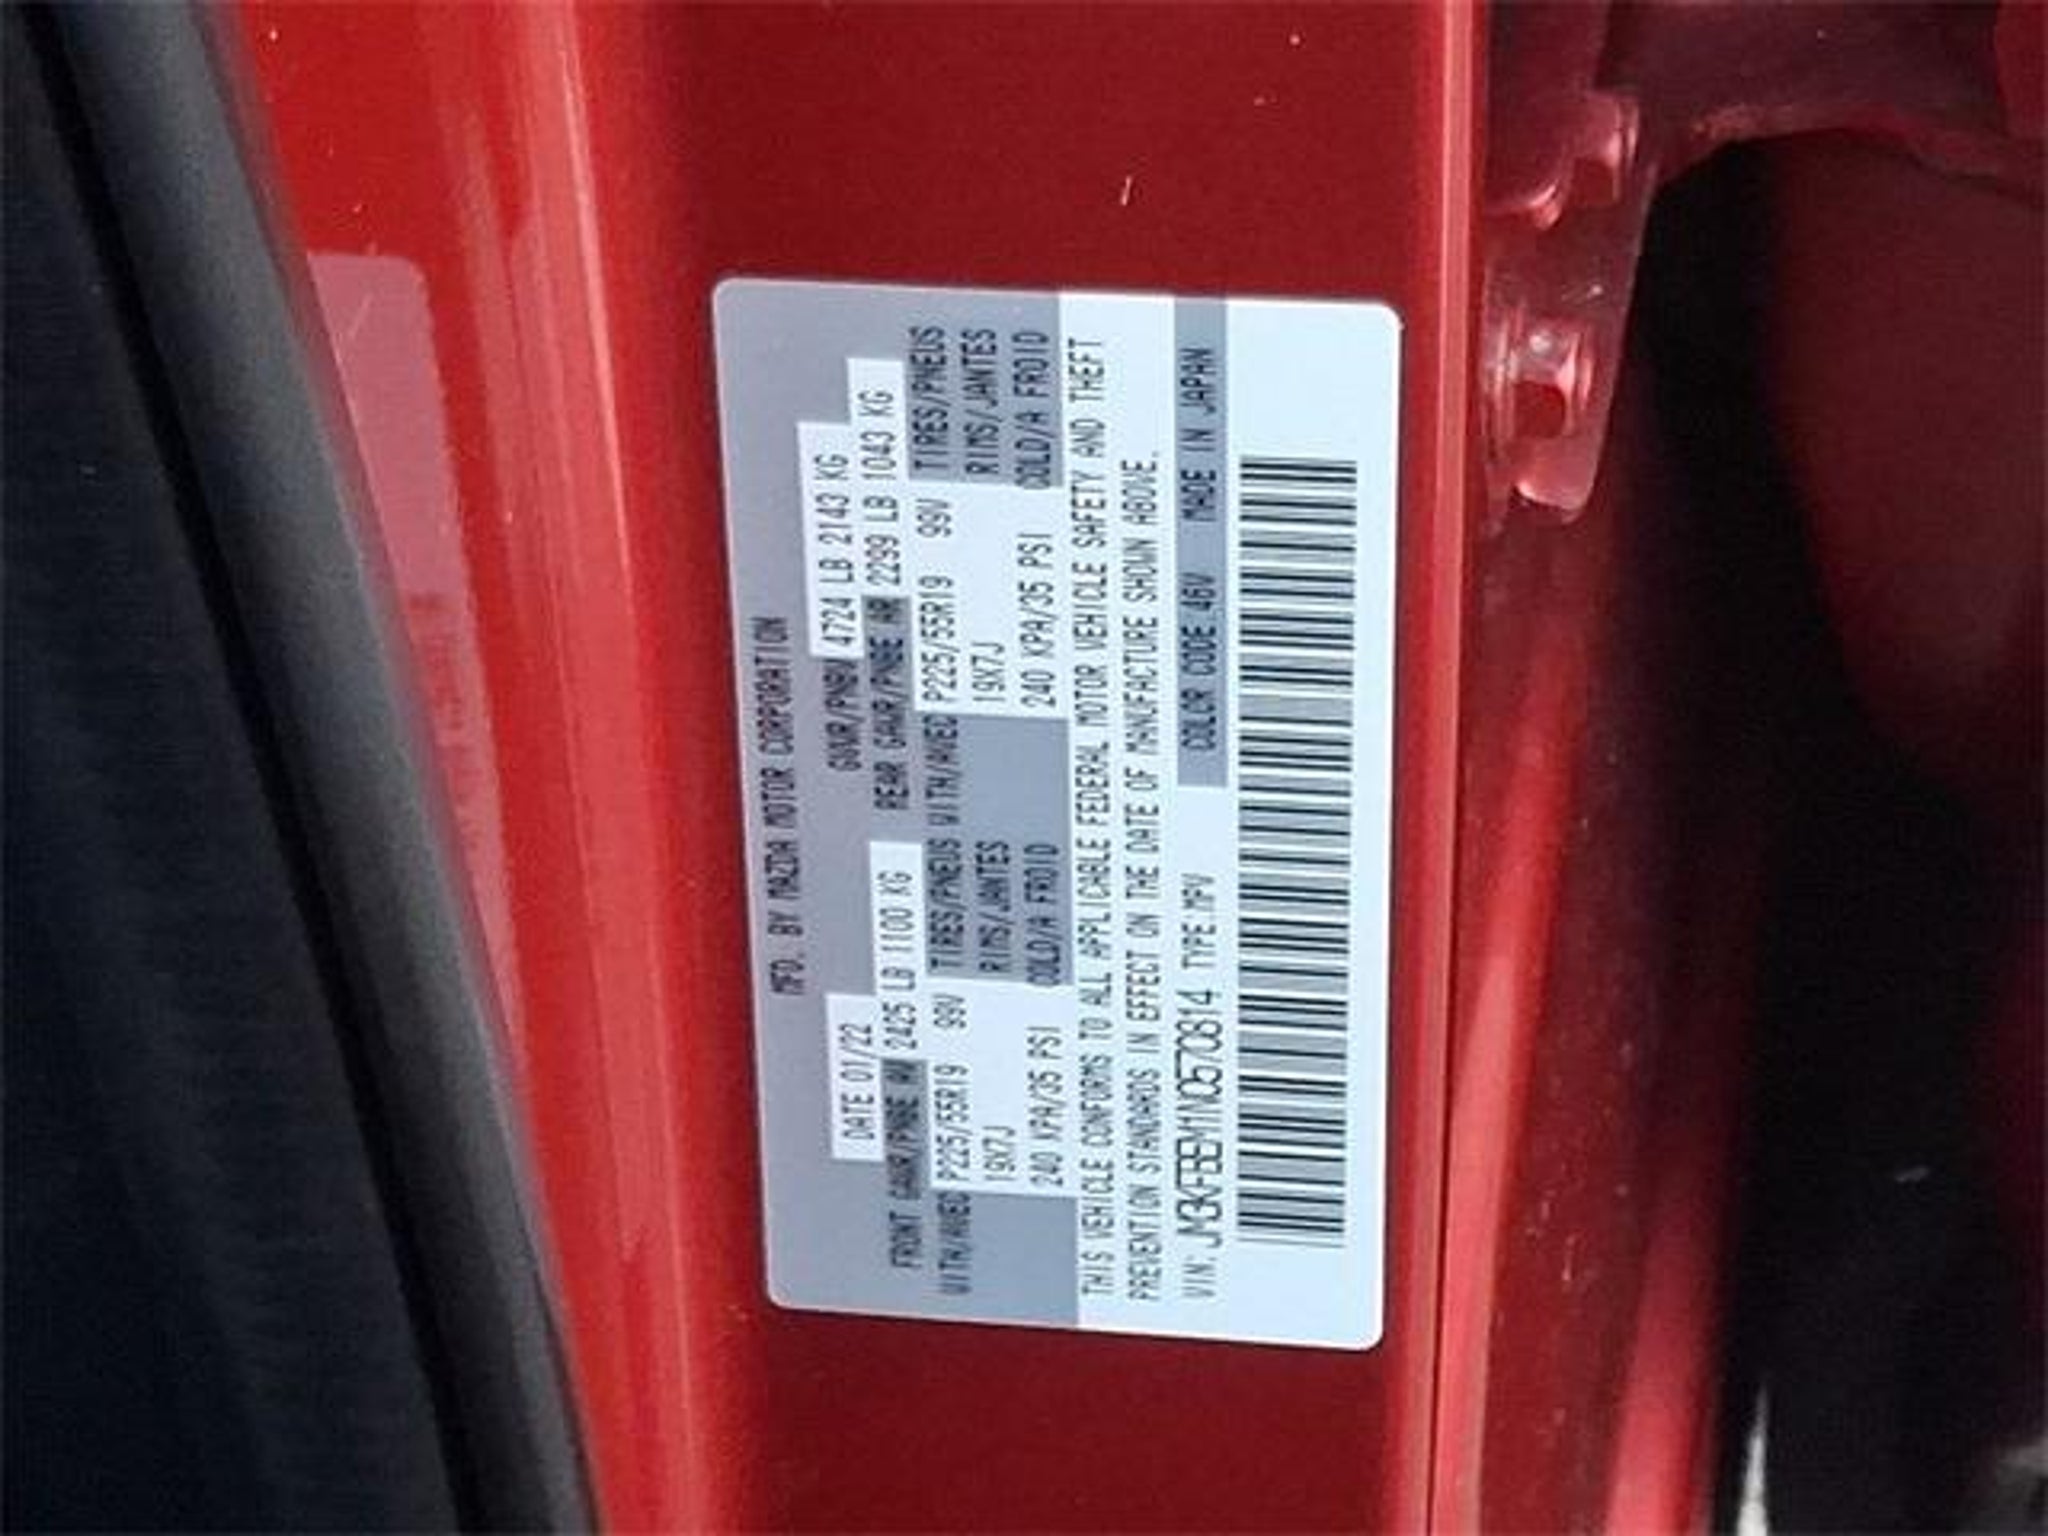 MFD. BY MAZDA MOTOR CORPORATION
DATE 01/22 GVWR/PNBV 4724 LB 2143 KG
FRONT GAWR/PNBE AV 2425 LB 1100 KG REAR GAWR/PNBE AR 2299 LB 1043 KG
WITH/AVEC P225/55R19 99V TIRES/PNEUS WITH/AVEC P225/55R19 99V TIRES/PNEUS
19X7J RIMS/JANTES 19X7J RIMS/JANTES
240 KPA/35 PSI COLD/A FROID 240 KPA/35 PSI COLD/A FROID
THIS VEHICLE CONFORMS TO ALL APPLICABLE FEDERAL MOTOR VEHICLE SAFETY AND THEFT
PREVENTION STANDARDS IN EFFECT ON THE DATE OF MANUFACTURE SHOWN ABOVE.
VIN: JM3KFBEM1N0570814 TYPE:MPV COLOR CODE 46V MADE IN JAPAN